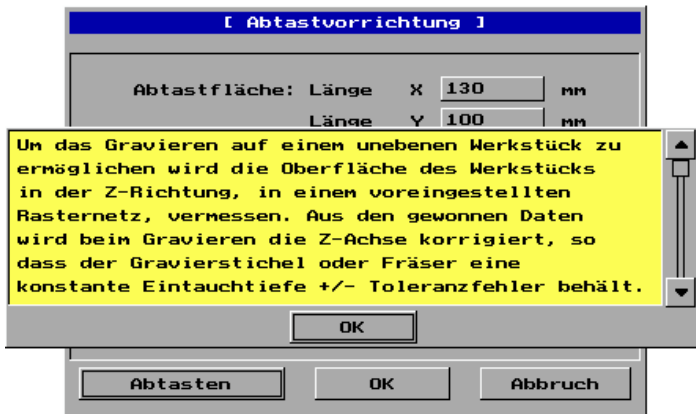 [ Abtastvorrichtung ]
Abtastfläche: Länge X 130 mm
Länge Y 100 mm
Um das Gravieren auf einem unebenen Werkstück zu
ermöglichen wird die Oberfläche des Werkstücks
in der Z-Richtung, in einem voreingestellten
Rasternetz, vermessen. Aus den gewonnen Daten
wird beim Gravieren die Z-Achse korrigiert, so
dass der Gravierstichel oder Fräser eine
konstante Eintauchtiefe +/- Toleranzfehler behält.
OK
Abtasten OK Abbruch